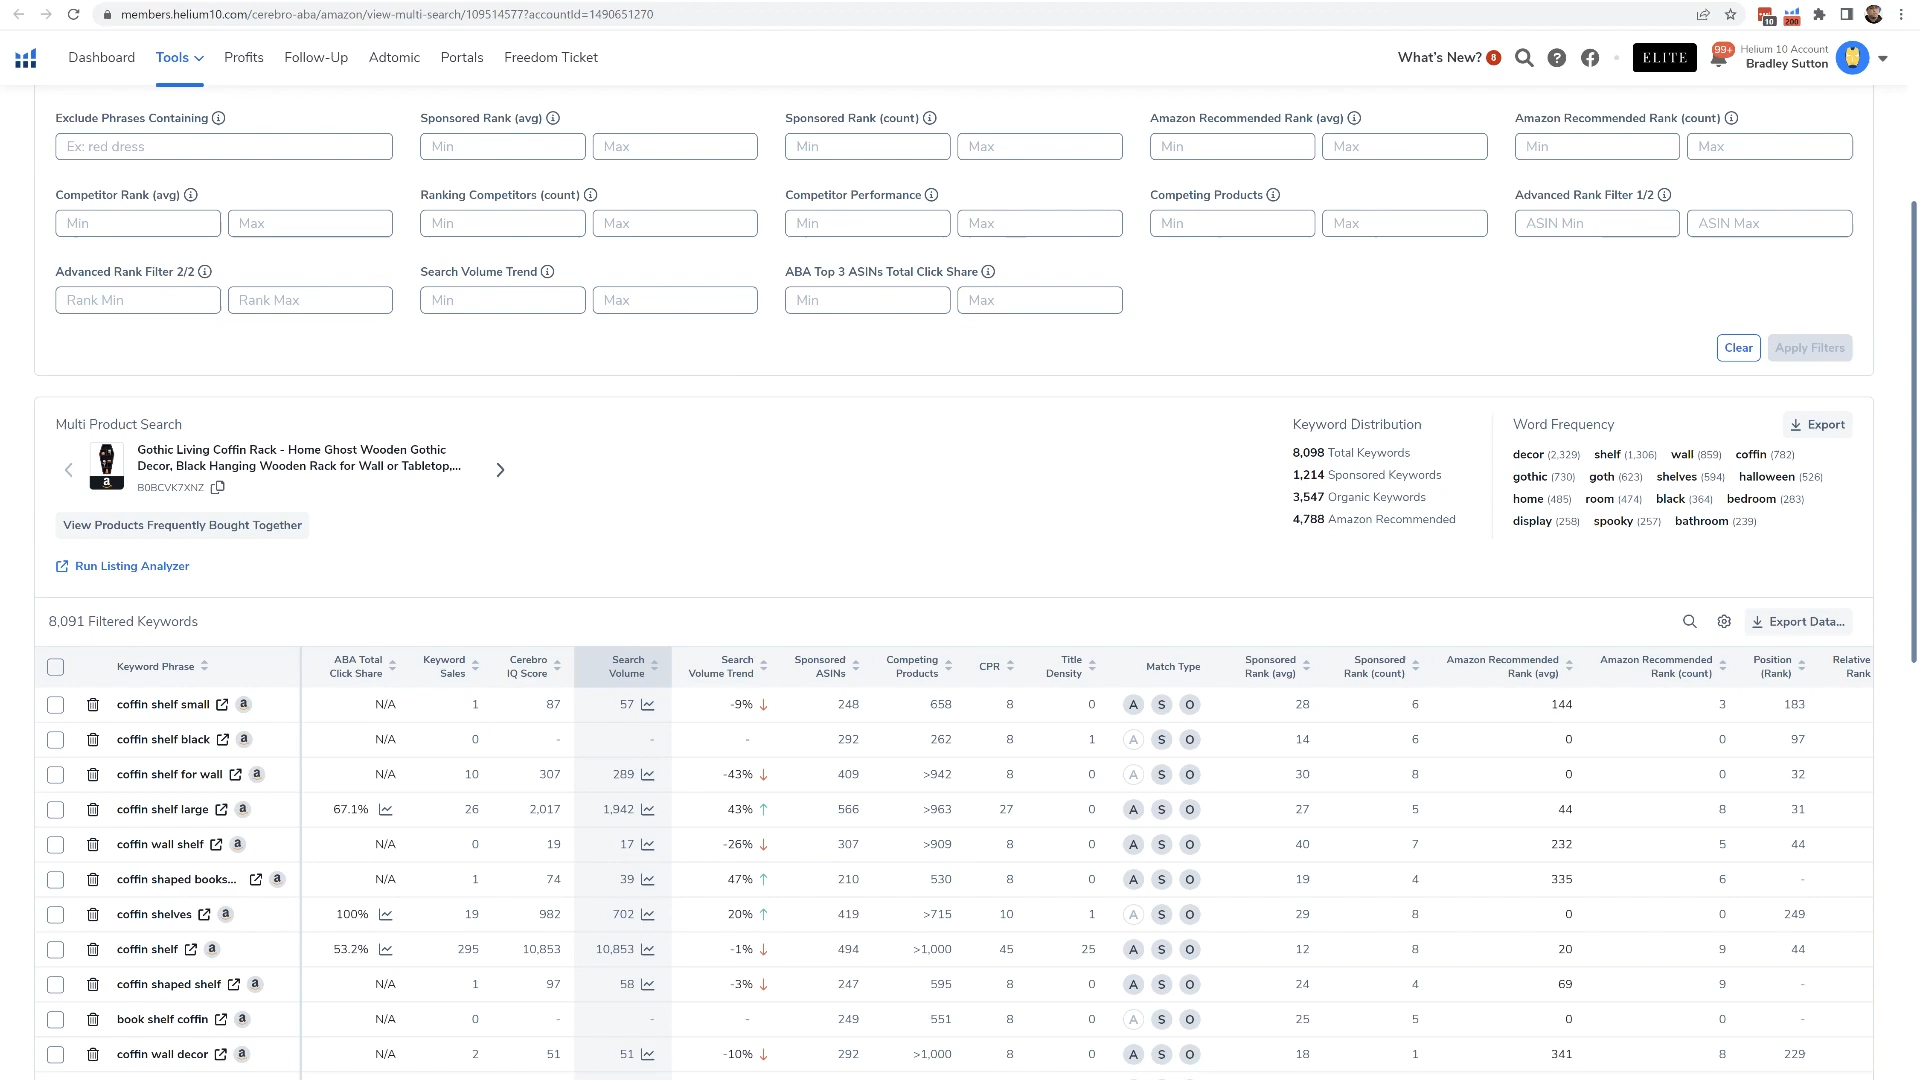 members.helium10.com/cerebro-aba/amazon/view-multi-search/109514577?accountId=1490651270
10
200
Dashboard Tools Profits Follow-Up Adtomic Portals Freedom Ticket
What's New? 8
ELITE
99+
Helium 10 Account
Bradley Sutton
Exclude Phrases Containing Sponsored Rank (avg) Sponsored Rank (count) Amazon Recommended Rank (avg) Amazon Recommended Rank (count)
Ex: red dress Min Max Min Max Min Max Min Max
Competitor Rank (avg) Ranking Competitors (count) Competitor Performance Competing Products Advanced Rank Filter 1/2
Min Max Min Max Min Max Min Max ASIN Min ASIN Max
Advanced Rank Filter 2/2 Search Volume Trend ABA Top 3 ASINs Total Click Share
Rank Min Rank Max Min Max Min Max
Clear Apply Filters
Multi Product Search
Gothic Living Coffin Rack - Home Ghost Wooden Gothic
Decor, Black Hanging Wooden Rack for Wall or Tabletop,...
B0BCVK7XNZ
View Products Frequently Bought Together
Run Listing Analyzer
Keyword Distribution
8,098 Total Keywords
1,214 Sponsored Keywords
3,547 Organic Keywords
4,788 Amazon Recommended
Word Frequency
Export
decor (2,329) shelf (1,306) wall (859) coffin (782)
gothic (730) goth (623) shelves (594) halloween (526)
home (485) room (474) black (364) bedroom (283)
display (258) spooky (257) bathroom (239)
8,091 Filtered Keywords
Export Data...
Keyword Phrase ABA Total Click Share Keyword Sales Cerebro IQ Score Search Volume Search Volume Trend Sponsored ASINs Competing Products CPR Title Density Match Type Sponsored Rank (avg) Sponsored Rank (count) Amazon Recommended Rank (avg) Amazon Recommended Rank (count) Position (Rank) Relative Rank
coffin shelf small a N/A 1 87 57 -9% 248 658 8 0 A S O 28 6 144 3 183
coffin shelf black a N/A 0 - - - 292 262 8 1 A S O 14 6 0 0 97
coffin shelf for wall a N/A 10 307 289 -43% 409 >942 8 0 A S O 30 8 0 0 32
coffin shelf large a 67.1% 26 2,017 1,942 43% 566 >963 27 0 A S O 27 5 44 8 31
coffin wall shelf a N/A 0 19 17 -26% 307 >909 8 0 A S O 40 7 232 5 44
coffin shaped books... a N/A 1 74 39 47% 210 530 8 0 A S O 19 4 335 6 -
coffin shelves a 100% 19 982 702 20% 419 >715 10 1 A S O 29 8 0 0 249
coffin shelf a 53.2% 295 10,853 10,853 -1% 494 >1,000 45 25 A S O 12 8 20 9 44
coffin shaped shelf a N/A 1 97 58 -3% 247 595 8 0 A S O 24 4 69 9 -
book shelf coffin a N/A 0 - - - 249 551 8 0 A S O 25 5 0 0 -
coffin wall decor a N/A 2 51 51 -10% 292 >1,000 8 0 A S O 18 1 341 8 229